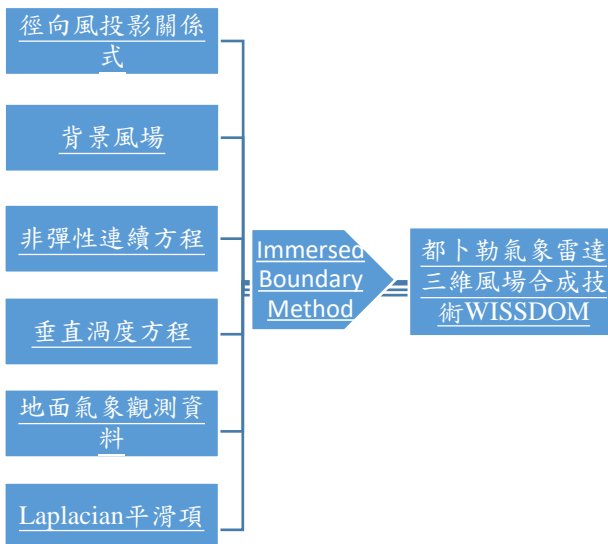 徑向風投影關係
式
背景風場
非彈性連續方程
垂直渦度方程
地面氣象觀測資
料
Laplacian平滑項
Immersed
Boundary
Method
都卜勒氣象雷達
三維風場合成技
術WISSDOM